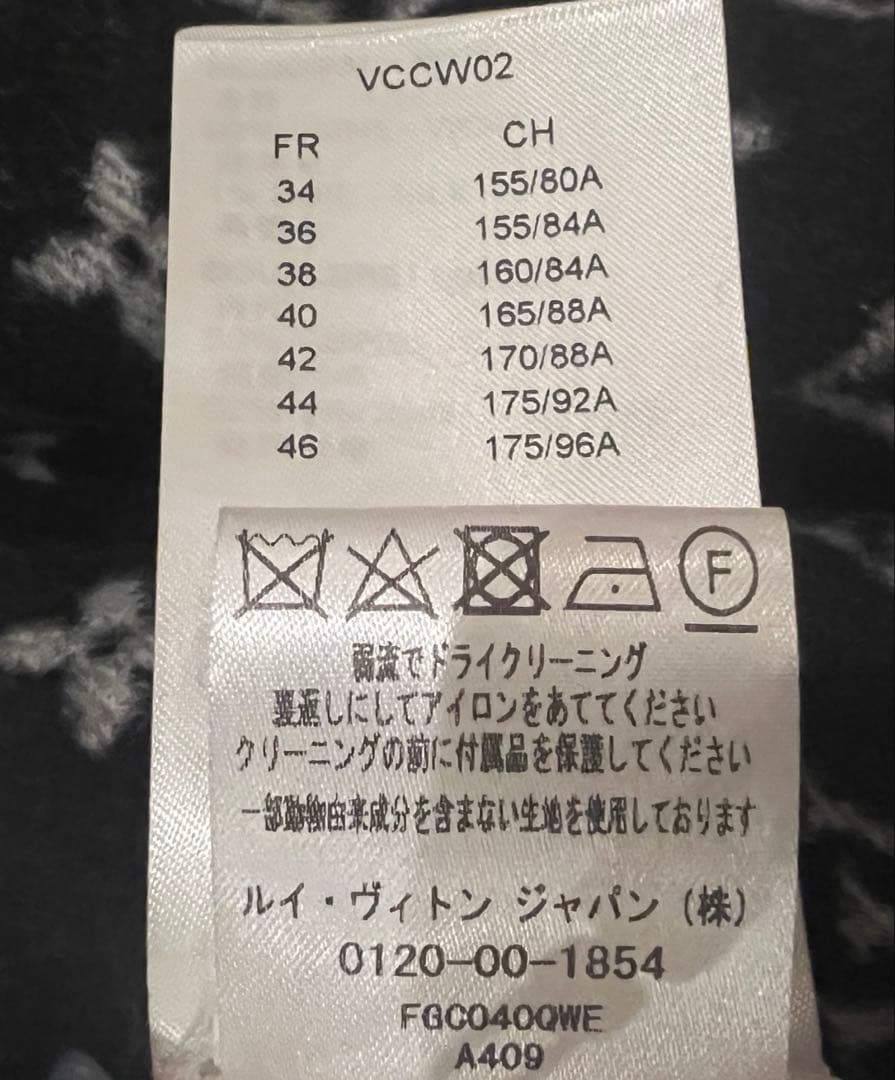 VCCW02
FR CH
34 155/80A
36 155/84A
38 160/84A
40 165/88A
42 170/88A
44 175/92A
46 175/96A
F
弱流でドライクリーニング
裏返しにしてアイロンをあててください
クリーニングの前に付属品を保護してください
一部動物由来成分を含まない生地を使用しております
ルイ・ヴィトン ジャパン (株)
0120-00-1854
FGCO40QWE
A409